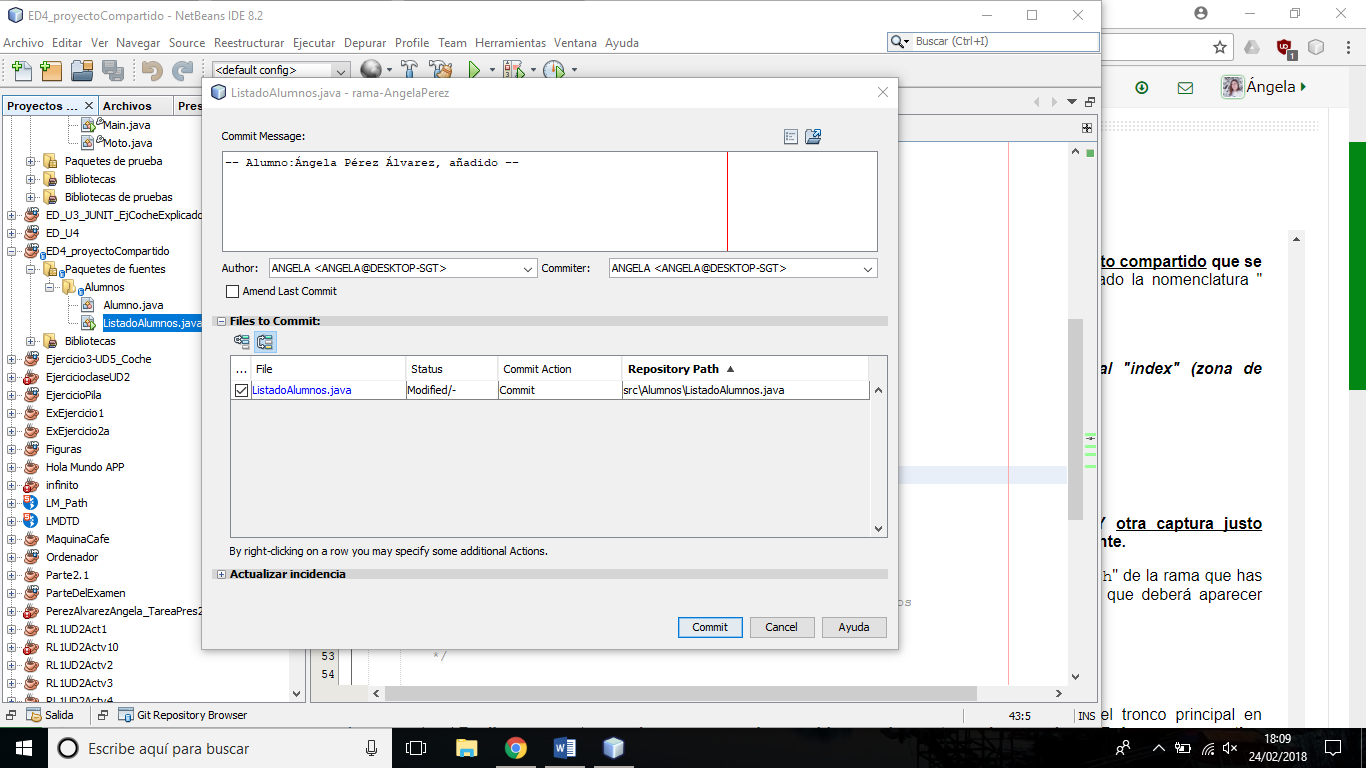 ED4_proyectoCompartido - NetBeans IDE 8.2
Archivo Editar Ver Navegar Source Reestructurar Ejecutar Depurar Profile Team Herramientas Ventana Ayuda
Buscar (Ctrl+I)
<default config>
ListadoAlumnos.java - rama-AngelaPerez
Proyectos ... Archivos Pres
Main.java
Moto.java
Paquetes de prueba
Bibliotecas
Bibliotecas de pruebas
ED_U3_JUNIT_EjCocheExplicado
ED_U4
ED4_proyectoCompartido
Paquetes de fuentes
Alumnos
Alumno.java
ListadoAlumnos.java
Bibliotecas
Ejercicio3-UD5_Coche
EjercicioclaseUD2
EjercicioPila
ExEjercicio1
ExEjercicio2a
Figuras
Hola Mundo APP
infinito
LM_Path
LMDTD
MaquinaCafe
Ordenador
Parte2.1
ParteDelExamen
PerezAlvarezAngela_TareaPres2
RL1UD2Act1
RL1UD2Actv10
RL1UD2Actv2
RL1UD2Actv3
RL1UD2Actv4
Commit Message:
-- Alumno:Ángela Pérez Álvarez, añadido --
Author: ANGELA <ANGELA@DESKTOP-SGT> Commiter: ANGELA <ANGELA@DESKTOP-SGT>
Amend Last Commit
Files to Commit:
... File Status Commit Action Repository Path
ListadoAlumnos.java Modified/- Commit src\Alumnos\ListadoAlumnos.java
By right-clicking on a row you may specify some additional Actions.
Actualizar incidencia
Commit Cancel Ayuda
os
53 */
54
Salida Git Repository Browser
43:5 INS
1
Ángela
to compartido que se
ado la nomenclatura "
al "index" (zona de
Y otra captura justo
nte.
h" de la rama que has
que deberá aparecer
el tronco principal en
Escribe aquí para buscar
18:09
24/02/2018